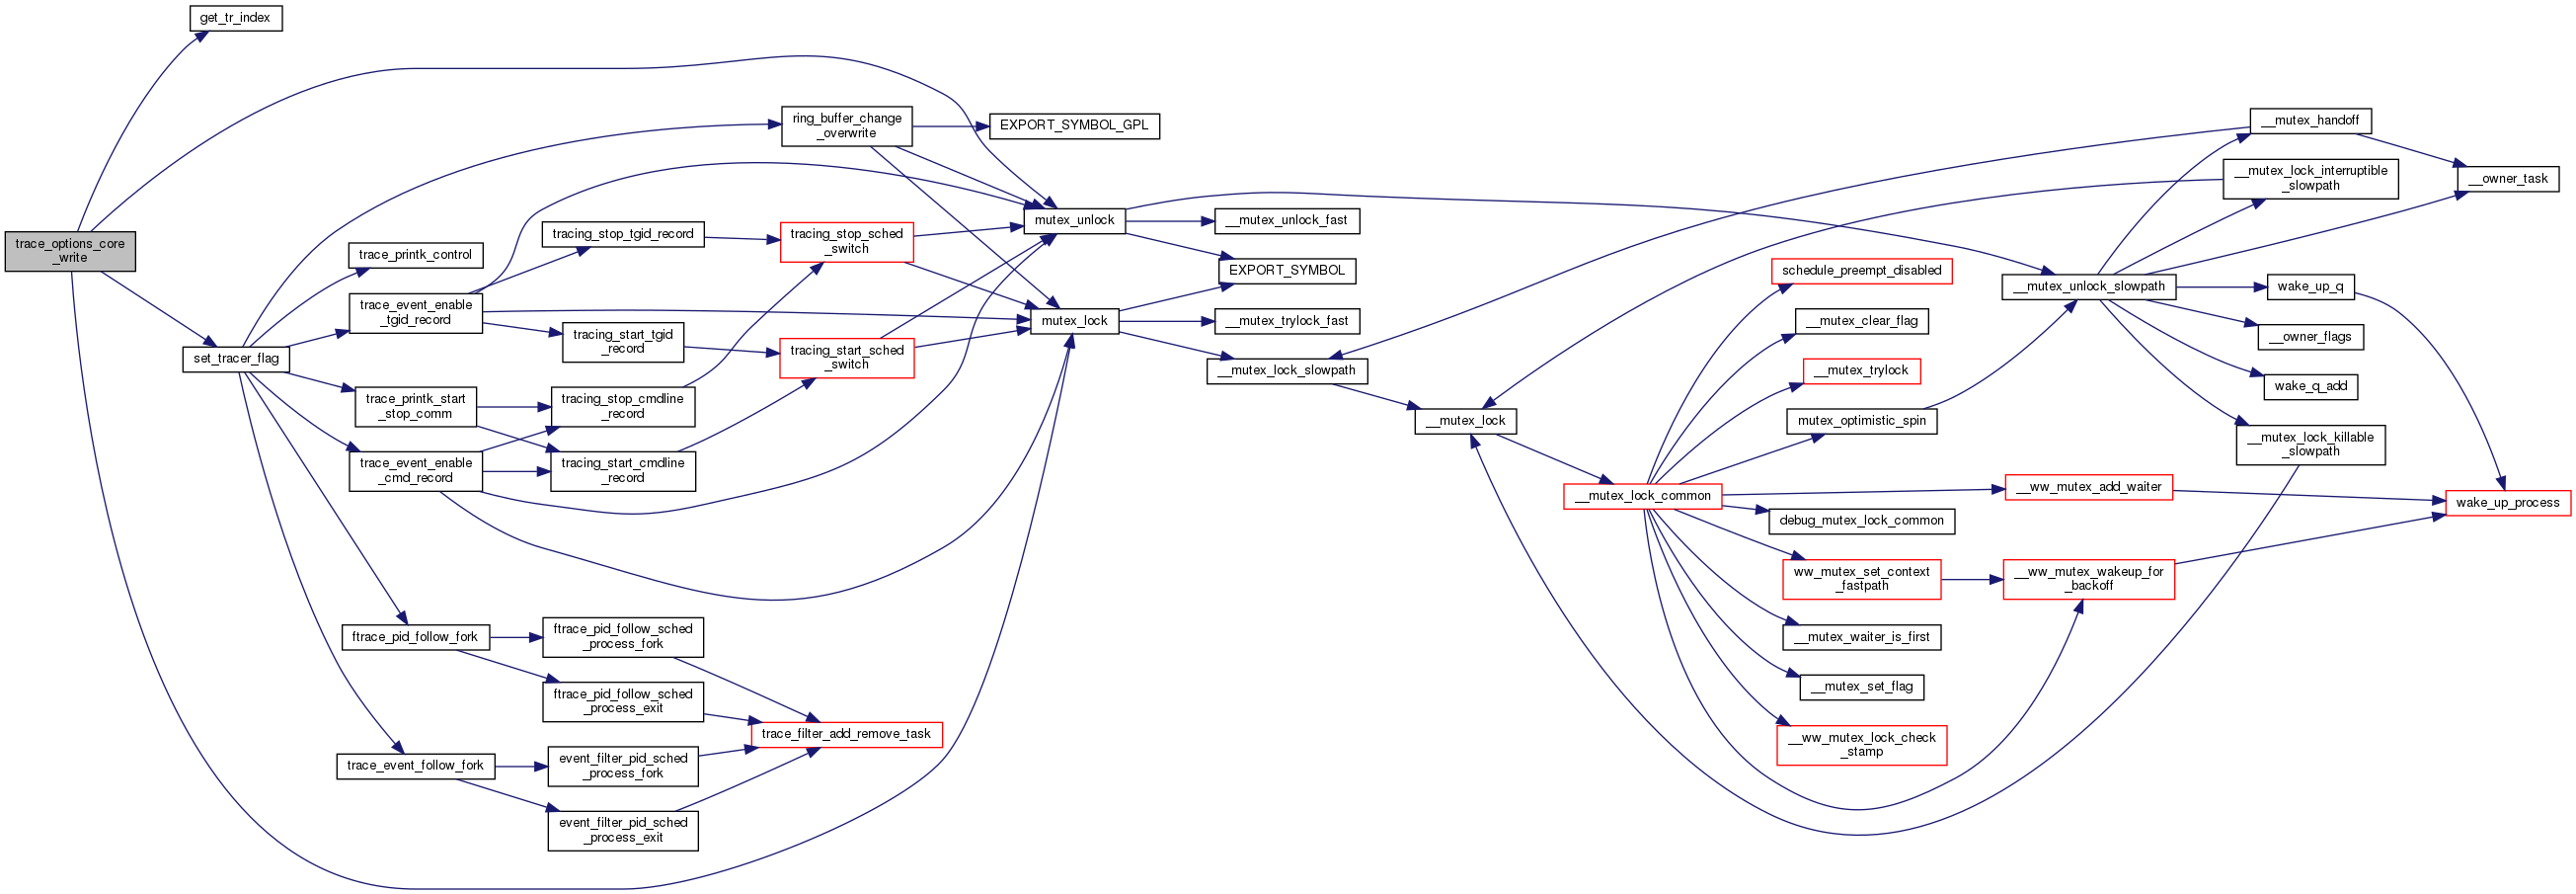 get_tr_index
trace_options_core
_write
set_tracer_flag
trace_printk_control
trace_event_enable
_tgid_record
trace_printk_start
_stop_comm
trace_event_enable
_cmd_record
ftrace_pid_follow_fork
trace_event_follow_fork
tracing_stop_tgid_record
tracing_start_tgid
_record
tracing_stop_cmdline
_record
tracing_start_cmdline
_record
ftrace_pid_follow_sched
_process_fork
ftrace_pid_follow_sched
_process_exit
event_filter_pid_sched
_process_fork
event_filter_pid_sched
_process_exit
ring_buffer_change
_overwrite
tracing_stop_sched
_switch
tracing_start_sched
_switch
trace_filter_add_remove_task
EXPORT_SYMBOL_GPL
mutex_unlock
mutex_lock
__mutex_unlock_fast
EXPORT_SYMBOL
__mutex_trylock_fast
__mutex_lock_slowpath
__mutex_lock
__mutex_lock_common
schedule_preempt_disabled
__mutex_clear_flag
__mutex_trylock
mutex_optimistic_spin
debug_mutex_lock_common
ww_mutex_set_context
_fastpath
__mutex_waiter_is_first
__mutex_set_flag
__ww_mutex_lock_check
_stamp
__mutex_unlock_slowpath
__ww_mutex_add_waiter
__ww_mutex_wakeup_for
_backoff
__mutex_handoff
__mutex_lock_interruptible
_slowpath
wake_up_q
__owner_flags
wake_q_add
__mutex_lock_killable
_slowpath
__owner_task
wake_up_process